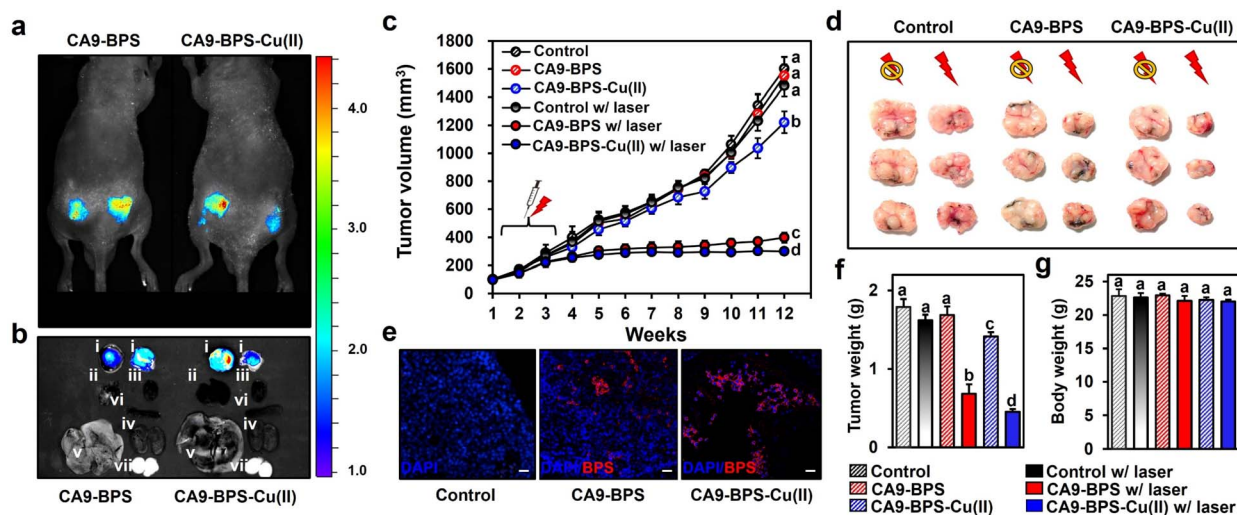 a
CA9-BPS CA9-BPS-Cu(II)
4.0
3.0
2.0
1.0
b
i i i i
ii iii ii iii
vi vi
iv iv
v v
vii vii
CA9-BPS CA9-BPS-Cu(II)
c
Tumor volume (mm³)
1800
1600
1400
1200
1000
800
600
400
200
0
Control
CA9-BPS
CA9-BPS-Cu(II)
Control w/ laser
CA9-BPS w/ laser
CA9-BPS-Cu(II) w/ laser
a
a
a
b
c
d
1 2 3 4 5 6 7 8 9 10 11 12
Weeks
d
Control CA9-BPS CA9-BPS-Cu(II)
e
DAPI DAPI/BPS DAPI/BPS
Control CA9-BPS CA9-BPS-Cu(II)
f
Tumor weight (g)
2
1
0
a a a b c d
g
Body weight (g)
25
20
15
10
5
0
a a a a a a
Control Control w/ laser
CA9-BPS CA9-BPS w/ laser
CA9-BPS-Cu(II) CA9-BPS-Cu(II) w/ laser